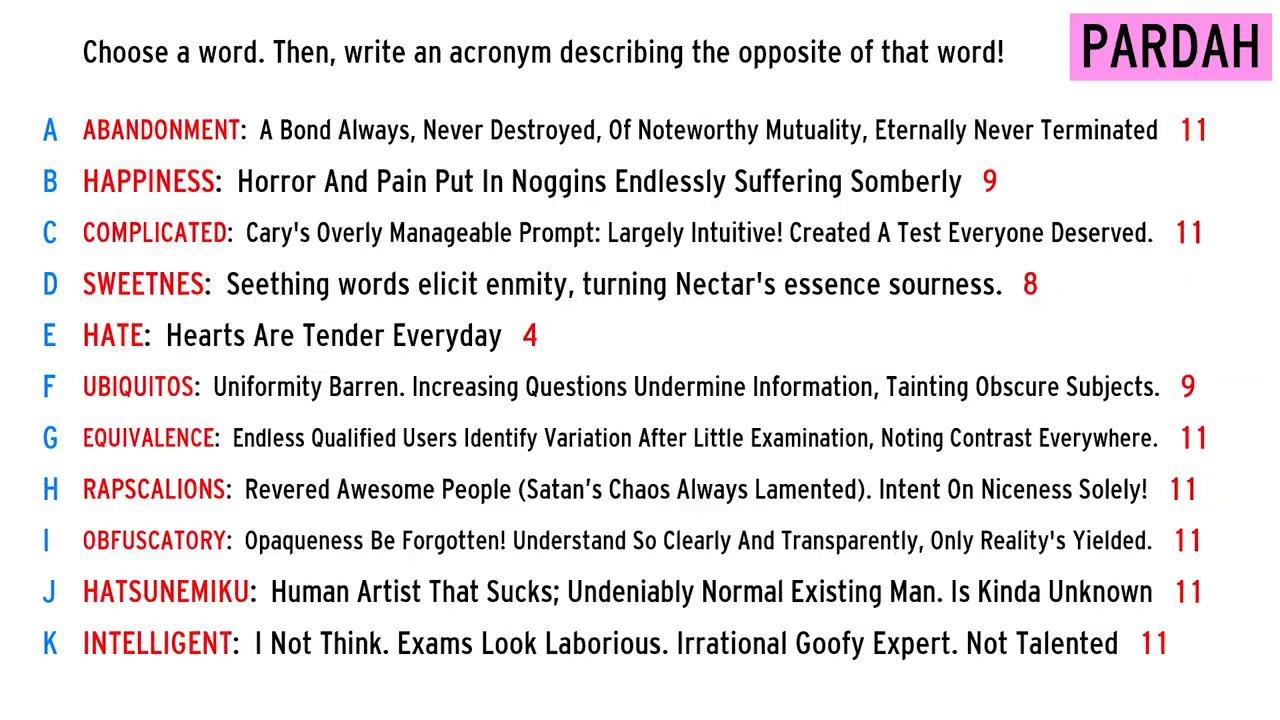 Choose a word. Then, write an acronym describing the opposite of that word!
PARDAH
A ABANDONMENT: A Bond Always, Never Destroyed, Of Noteworthy Mutuality, Eternally Never Terminated 11
B HAPPINESS: Horror And Pain Put In Noggins Endlessly Suffering Somberly 9
C COMPLICATED: Cary's Overly Manageable Prompt: Largely Intuitive! Created A Test Everyone Deserved. 11
D SWEETNES: Seething words elicit enmity, turning Nectar's essence sourness. 8
E HATE: Hearts Are Tender Everyday 4
F UBIQUITOS: Uniformity Barren. Increasing Questions Undermine Information, Tainting Obscure Subjects. 9
G EQUIVALENCE: Endless Qualified Users Identify Variation After Little Examination, Noting Contrast Everywhere. 11
H RAPSCALIONS: Revered Awesome People (Satan’s Chaos Always Lamented). Intent On Niceness Solely! 11
I OBFUSCATORY: Opaqueness Be Forgotten! Understand So Clearly And Transparently, Only Reality's Yielded. 11
J HATSUNEMIKU: Human Artist That Sucks; Undeniably Normal Existing Man. Is Kinda Unknown 11
K INTELLIGENT: I Not Think. Exams Look Laborious. Irrational Goofy Expert. Not Talented 11